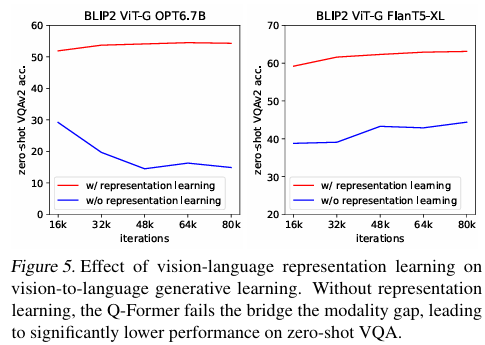 BLIP2 ViT-G OPT6.7B
zero-shot VQAv2 acc.
60
50
40
30
20
10
0
w/ representation learning
w/o representation learning
16k 32k 48k 64k 80k
iterations
BLIP2 ViT-G FlanT5-XL
zero-shot VQAv2 acc.
70
60
50
40
30
20
w/ representation learning
w/o representation learning
16k 32k 48k 64k 80k
iterations
Figure 5. Effect of vision-language representation learning on
vision-to-language generative learning. Without representation
learning, the Q-Former fails the bridge the modality gap, leading
to significantly lower performance on zero-shot VQA.